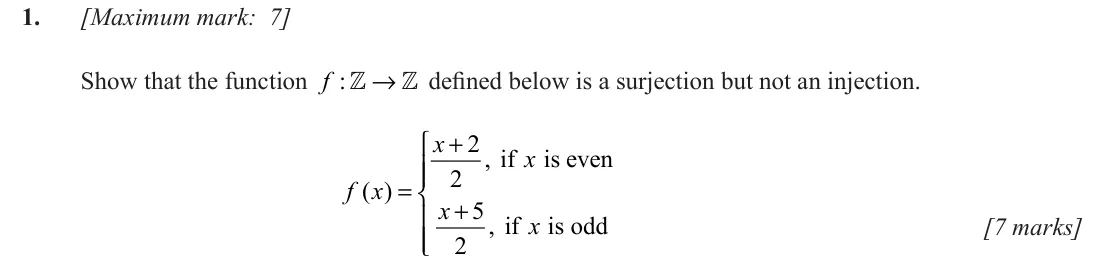 1. [Maximum mark: 7]
Show that the function f : ℤ → ℤ defined below is a surjection but not an injection.
x + 2
2 , if x is even
f (x) = {
x + 5
2 , if x is odd [7 marks]